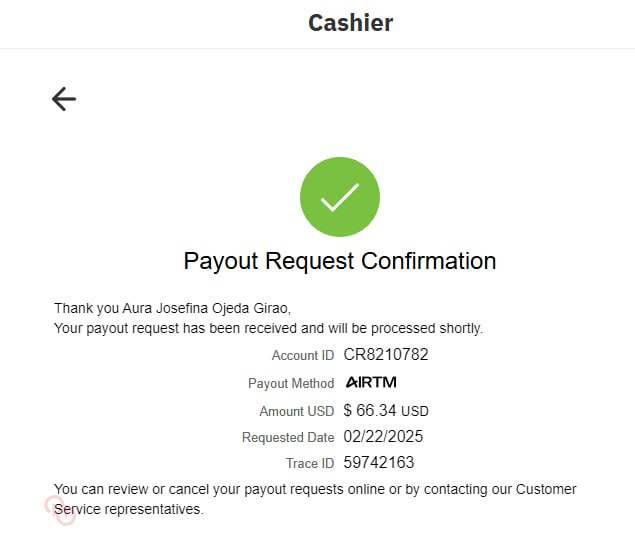 Cashier
Payout Request Confirmation
Thank you Aura Josefina Ojeda Girao,
Your payout request has been received and will be processed shortly.
Account ID CR8210782
Payout Method AIRTM
Amount USD $ 66.34 USD
Requested Date 02/22/2025
Trace ID 59742163
You can review or cancel your payout requests online or by contacting our Customer
Service representatives.